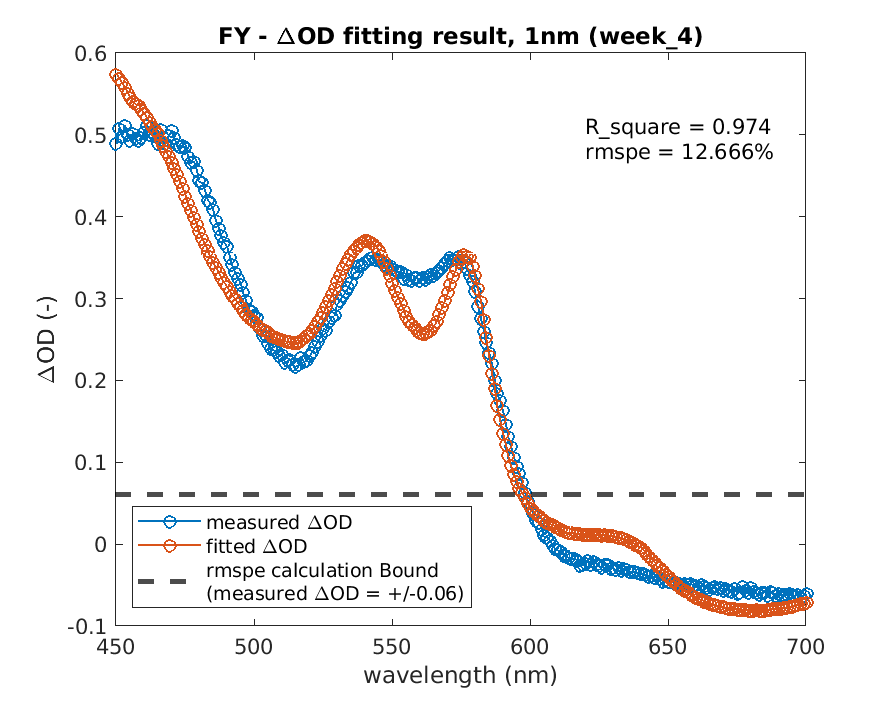 FY - ΔOD fitting result, 1nm (week_4)
0.6
0.5
0.4
0.3
0.2
0.1
0
-0.1
ΔOD (-)
R_square = 0.974
rmspe = 12.666%
measured ΔOD
fitted ΔOD
rmspe calculation Bound
(measured ΔOD = +/-0.06)
450
500
550
600
650
700
wavelength (nm)